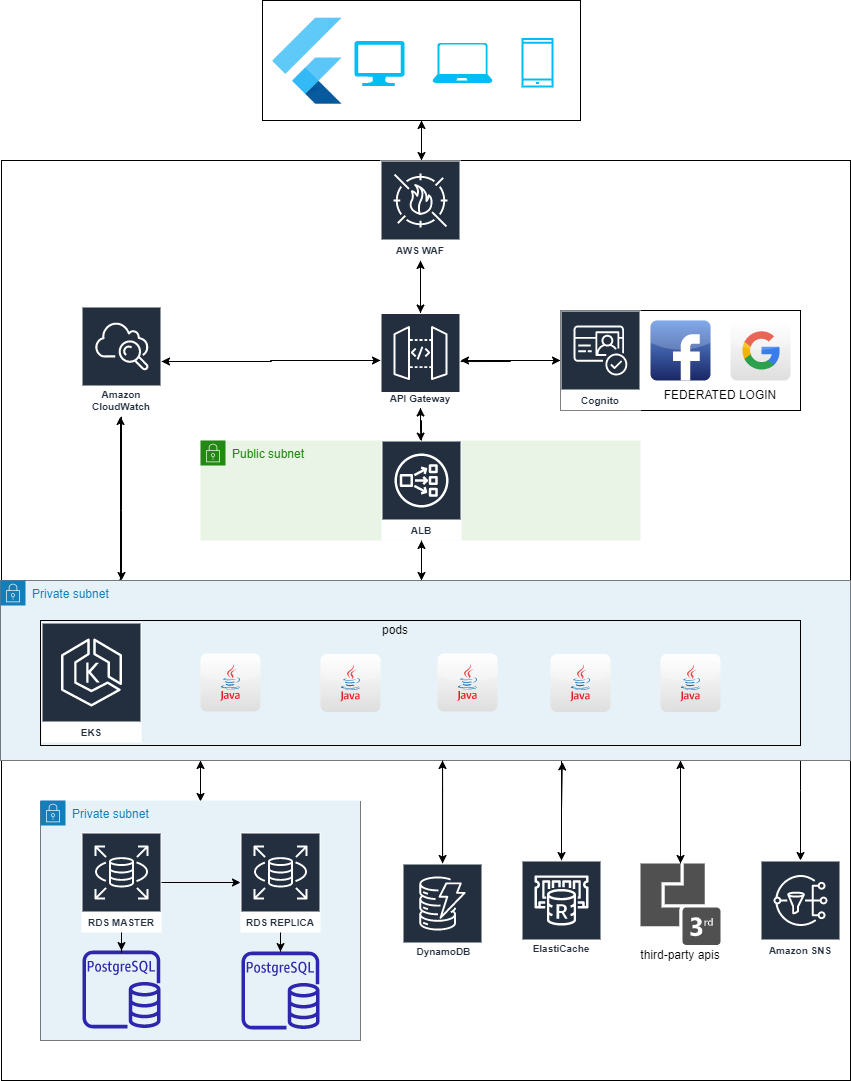 AWS WAF
Amazon
CloudWatch
API Gateway
Cognito
FEDERATED LOGIN
Public subnet
ALB
Private subnet
pods
K
EKS
Java
Java
Java
Java
Java
Private subnet
RDS MASTER
RDS REPLICA
PostgreSQL
PostgreSQL
DynamoDB
R
ElastiCache
3rd
third-party apis
Amazon SNS